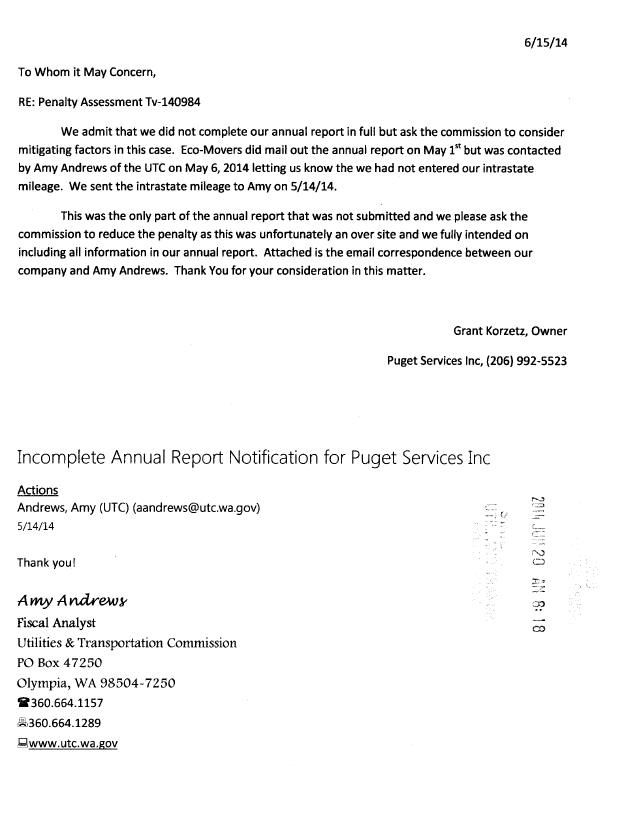 6/15/14
To Whom it May Concern,
RE: Penalty Assessment Tv-140984
We admit that we did not complete our annual report in full but ask the commission to consider
mitigating factors in this case. Eco-Movers did mail out the annual report on May 1st but was contacted
by Amy Andrews of the UTC on May 6, 2014 letting us know the we had not entered our intrastate
mileage. We sent the intrastate mileage to Amy on 5/14/14.
This was the only part of the annual report that was not submitted and we please ask the
commission to reduce the penalty as this was unfortunately an over site and we fully intended on
including all information in our annual report. Attached is the email correspondence between our
company and Amy Andrews. Thank You for your consideration in this matter.
Grant Korzetz, Owner
Puget Services Inc, (206) 992-5523
Incomplete Annual Report Notification for Puget Services Inc
Actions
Andrews, Amy (UTC) (aandrews@utc.wa.gov)
5/14/14
Thank you!
Amy Andrews
Fiscal Analyst
Utilities & Transportation Commission
PO Box 47250
Olympia, WA 98504-7250
☎360.664.1157
360.664.1289
www.utc.wa.gov
2014 JUN 20 AM 8: 18